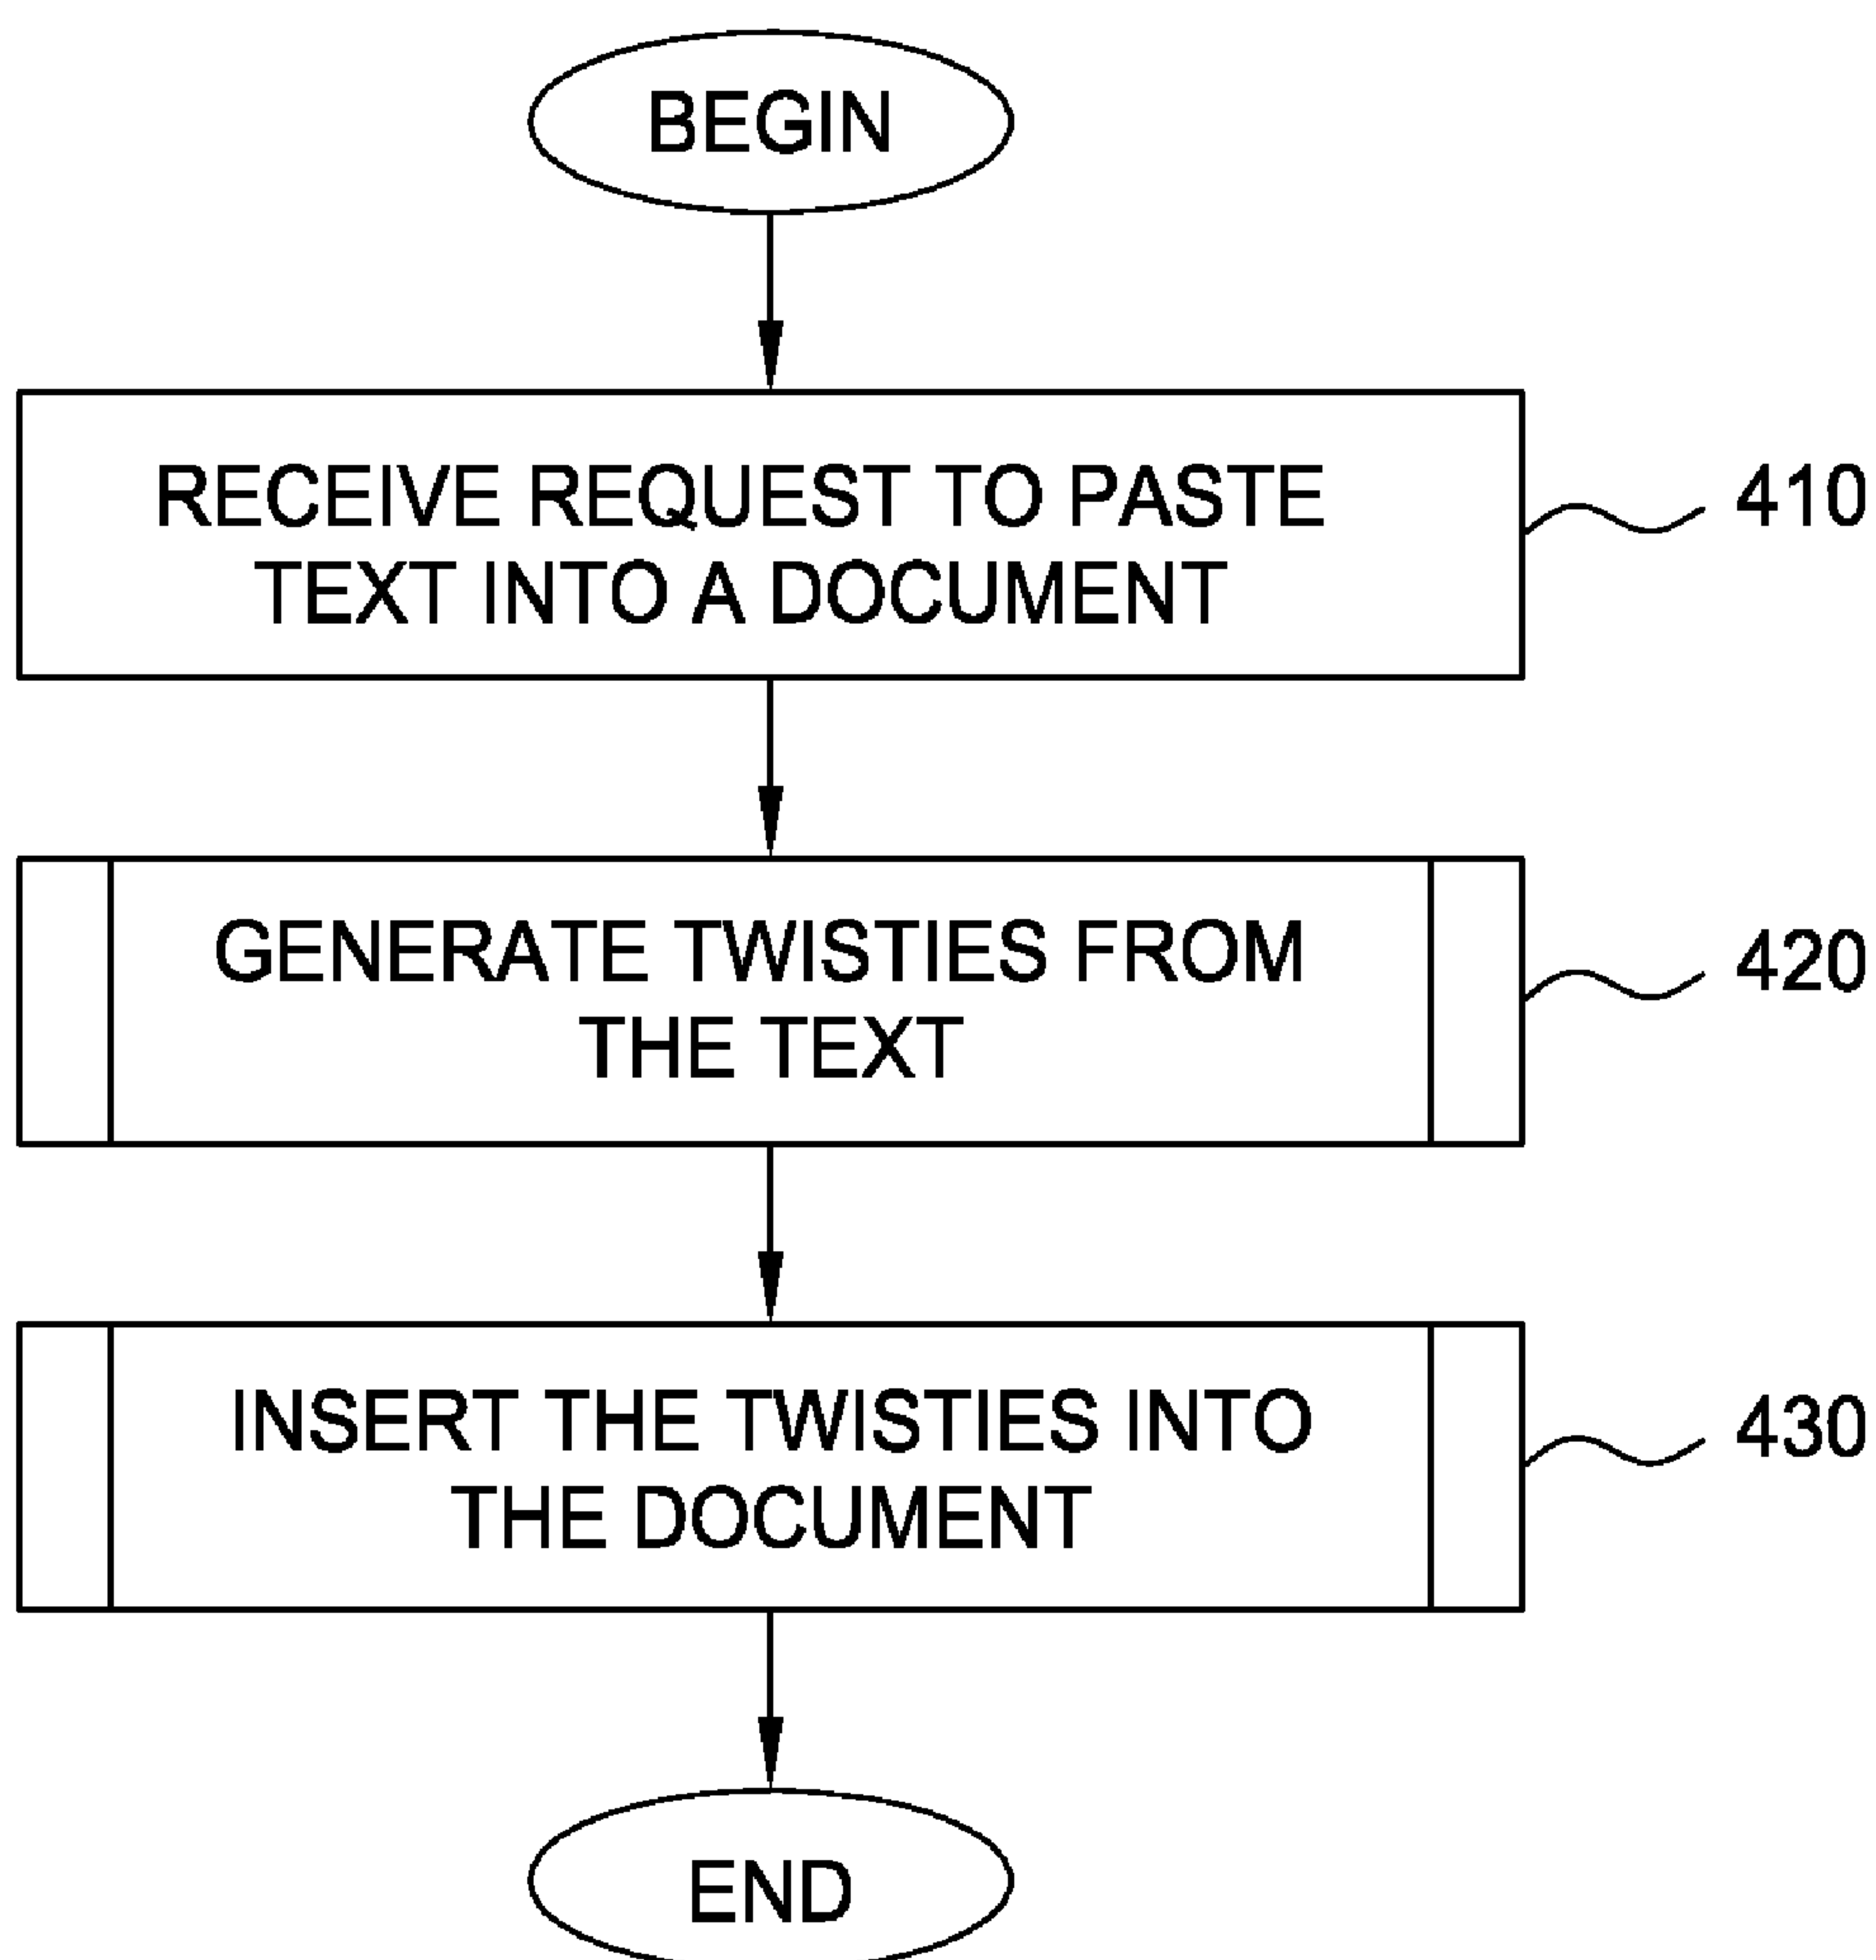 BEGIN
RECEIVE REQUEST TO PASTE
TEXT INTO A DOCUMENT
410
GENERATE TWISTIES FROM
THE TEXT
420
INSERT THE TWISTIES INTO
THE DOCUMENT
430
END